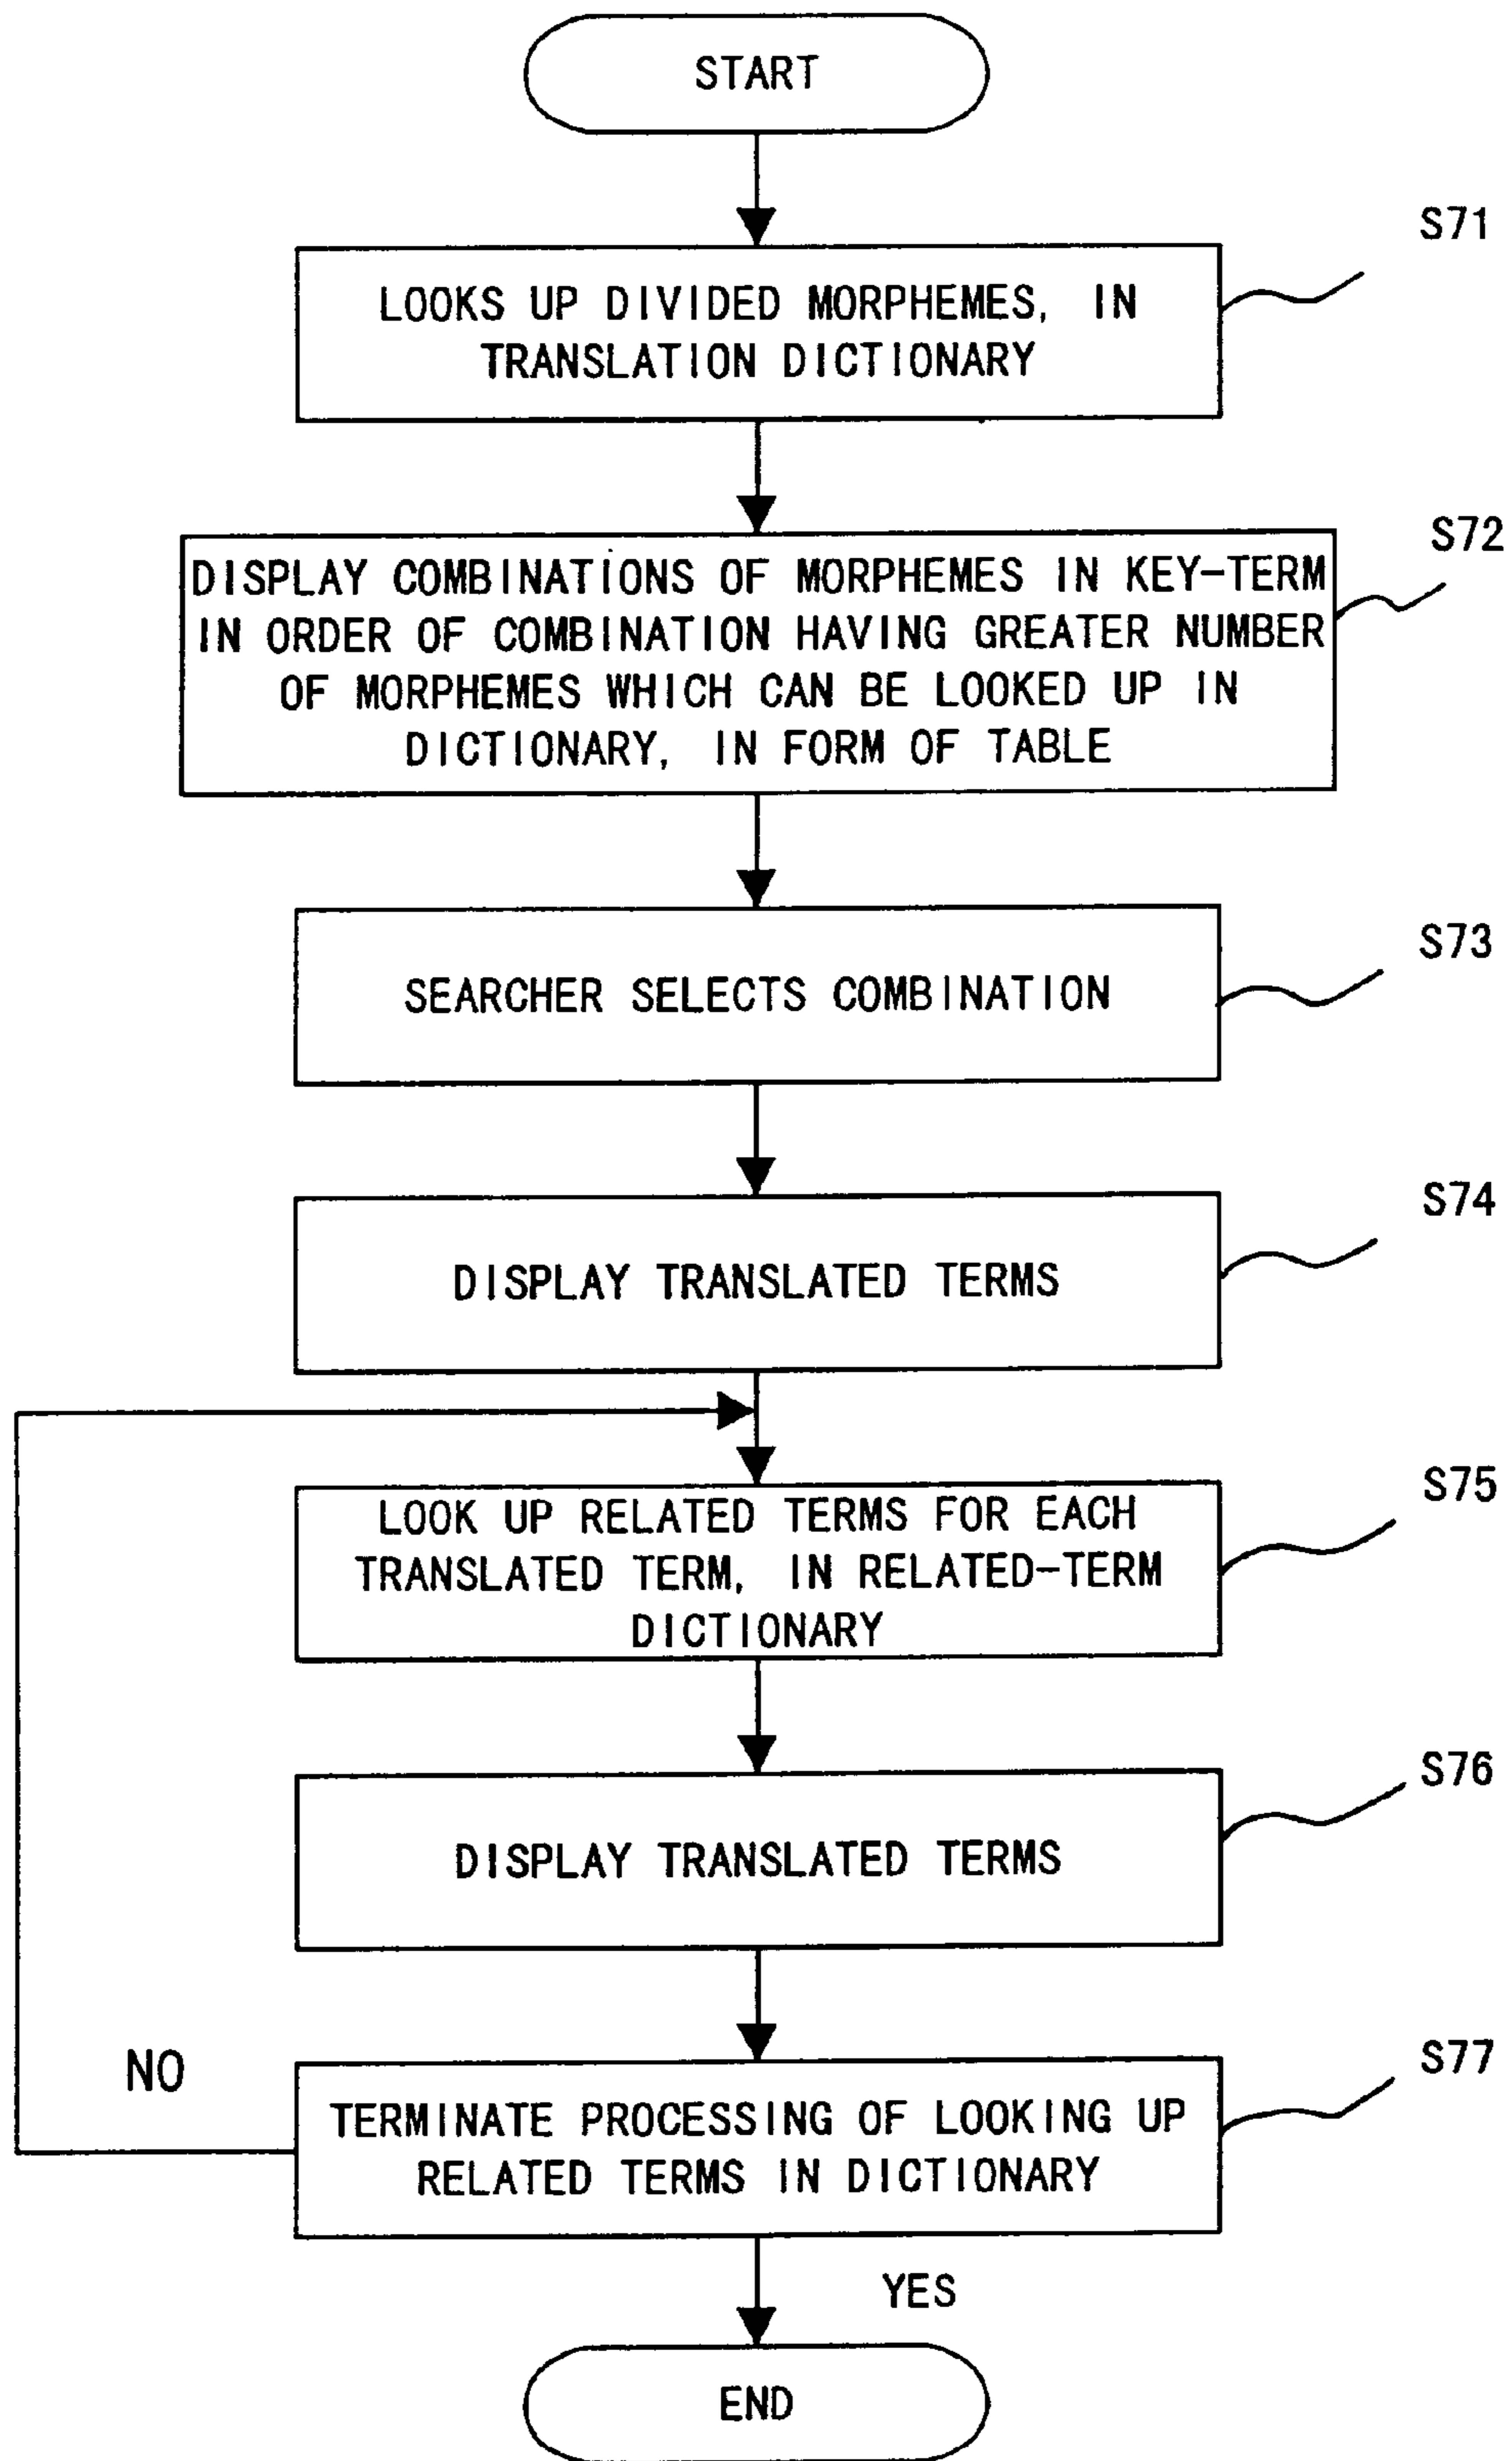 START
S71
LOOKS UP DIVIDED MORPHEMES, IN
TRANSLATION DICTIONARY
S72
DISPLAY COMBINATIONS OF MORPHEMES IN KEY-TERM
IN ORDER OF COMBINATION HAVING GREATER NUMBER
OF MORPHEMES WHICH CAN BE LOOKED UP IN
DICTIONARY, IN FORM OF TABLE
S73
SEARCHER SELECTS COMBINATION
S74
DISPLAY TRANSLATED TERMS
S75
LOOK UP RELATED TERMS FOR EACH
TRANSLATED TERM, IN RELATED-TERM
DICTIONARY
S76
DISPLAY TRANSLATED TERMS
S77
NO
TERMINATE PROCESSING OF LOOKING UP
RELATED TERMS IN DICTIONARY
YES
END